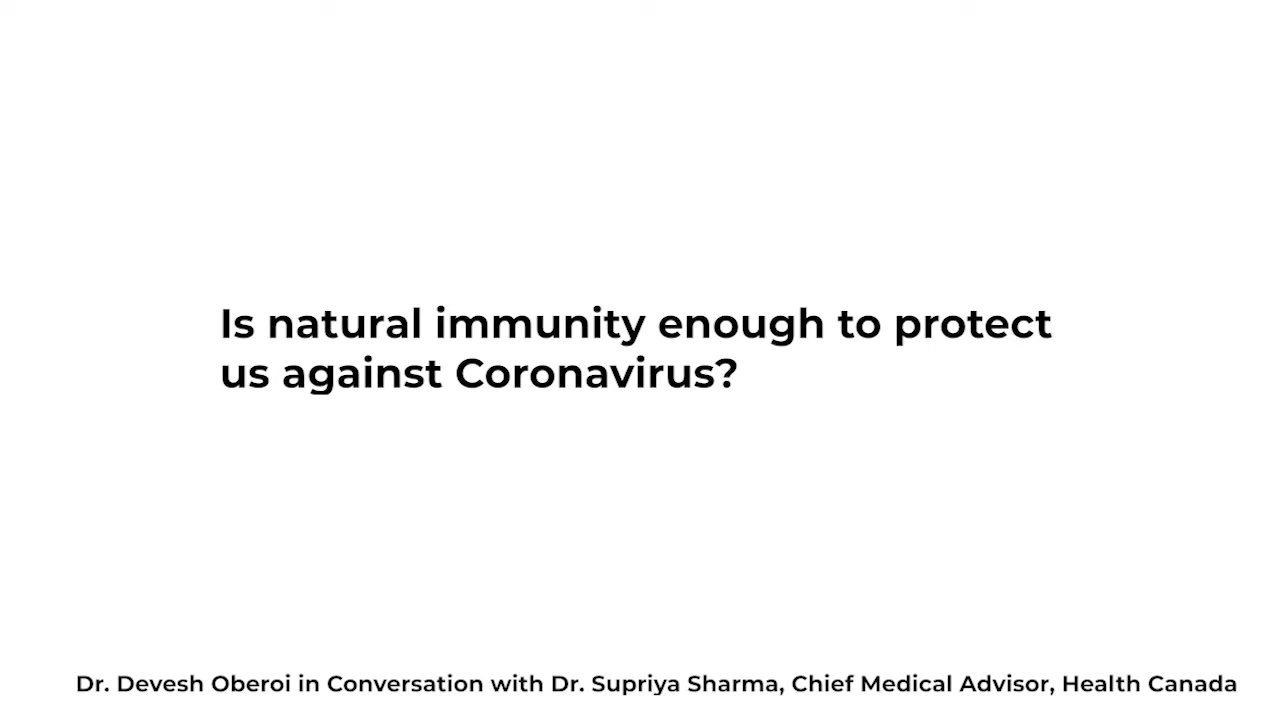 Is natural immunity enough to protect
us against Coronavirus?
Dr. Devesh Oberoi in Conversation with Dr. Supriya Sharma, Chief Medical Advisor, Health Canada